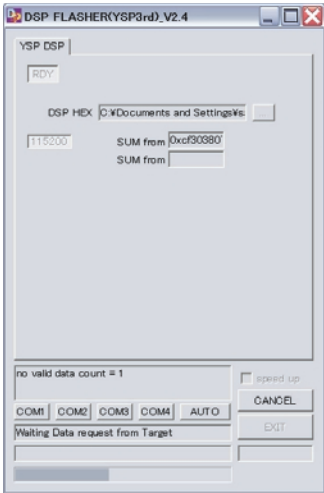 DSP FLASHER(YSP3rd)_V2.4
YSP DSP
RDY
DSP HEX C:¥Documents and Settings¥s
115200 SUM from 0xcf30380
SUM from
no valid data count = 1
speed up
COM1 COM2 COM3 COM4 AUTO CANCEL
Waiting Data request from Target EXIT